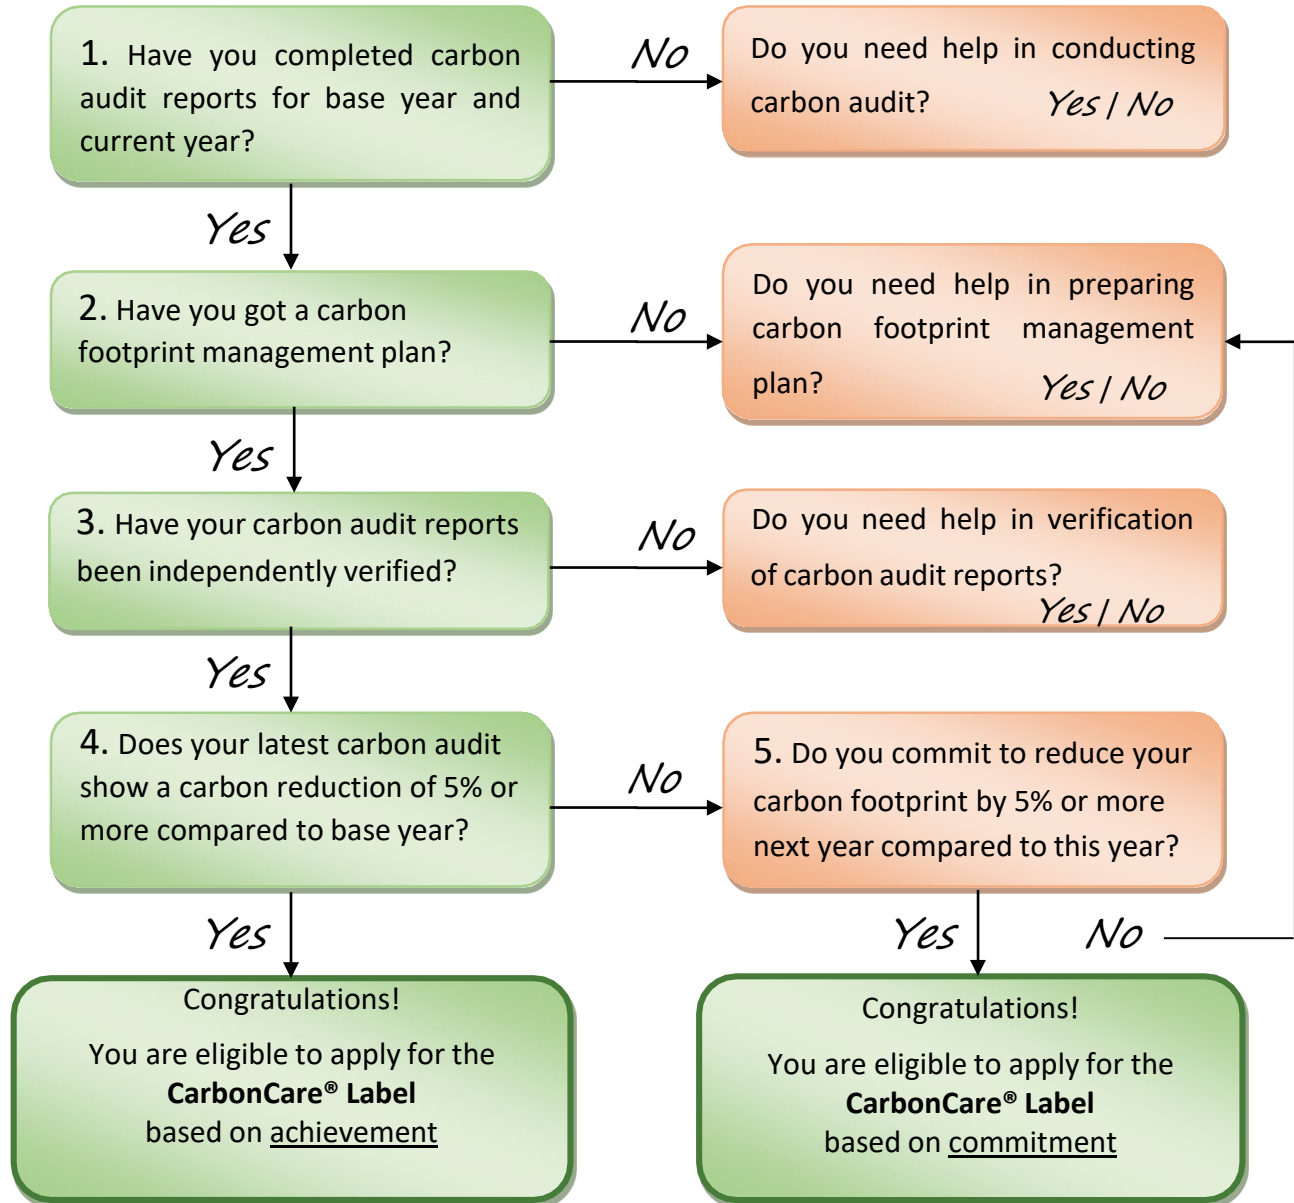 1. Have you completed carbon
audit reports for base year and
current year?
No
Do you need help in conducting
carbon audit? Yes / No
Yes
2. Have you got a carbon
footprint management plan?
No
Do you need help in preparing
carbon footprint management
plan? Yes / No
Yes
3. Have your carbon audit reports
been independently verified?
No
Do you need help in verification
of carbon audit reports?
Yes / No
Yes
4. Does your latest carbon audit
show a carbon reduction of 5% or
more compared to base year?
No
5. Do you commit to reduce your
carbon footprint by 5% or more
next year compared to this year?
Yes
Yes
No
Congratulations!
You are eligible to apply for the
CarbonCare® Label
based on achievement
Congratulations!
You are eligible to apply for the
CarbonCare® Label
based on commitment